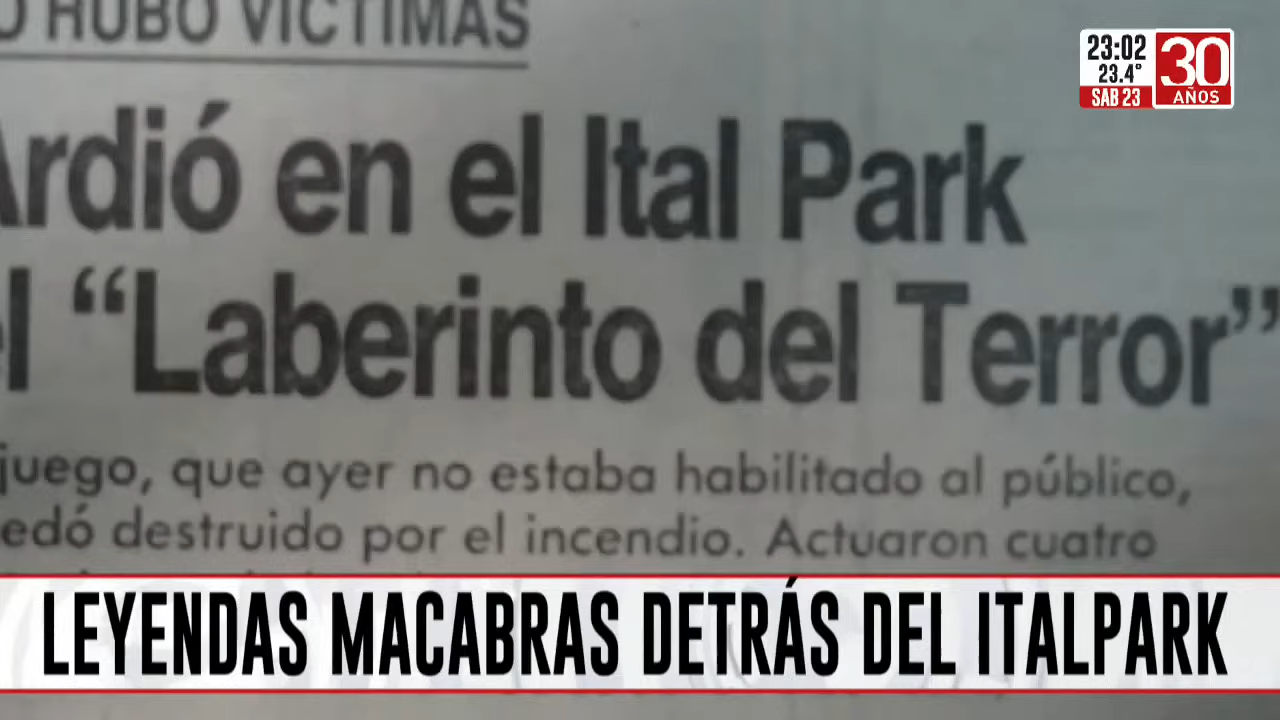 HUBO VICTIMAS
Ardió en el Ital Park
el “Laberinto del Terror”
juego, que ayer no estaba habilitado al público,
edó destruido por el incendio. Actuaron cuatro
LEYENDAS MACABRAS DETRÁS DEL ITALPARK
23:02
23.4°
SAB 23
30
AÑOS